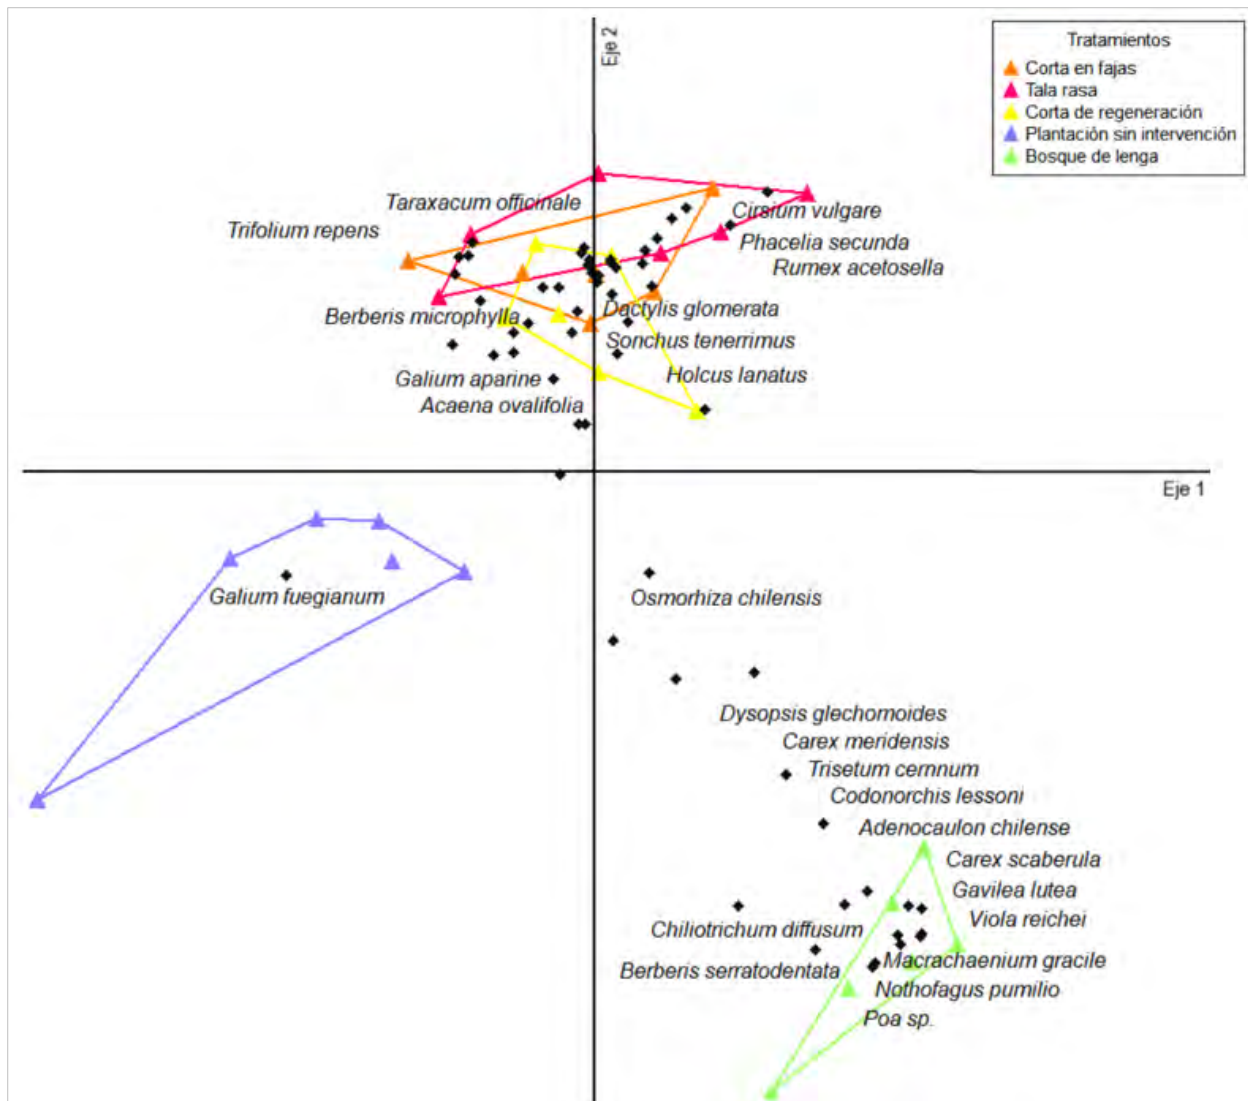 Eje 2
Tratamientos
Corta en fajas
Tala rasa
Corta de regeneración
Plantación sin intervención
Bosque de lenga
Taraxacum officinale
Cirsium vulgare
Trifolium repens
Phacelia secunda
Rumex acetosella
Dactylis glomerata
Berberis microphylla
Sonchus tenerrimus
Galium aparine
Holcus lanatus
Acaena ovalifolia
Eje 1
Galium fuegianum
Osmorhiza chilensis
Dysopsis glechomoides
Carex meridensis
Trisetum cernnum
Codonorchis lessoni
Adenocaulon chilense
Carex scaberula
Gavilea lutea
Viola reichei
Chiliotrichum diffusum
Macrachaenium gracile
Berberis serratodentata
Nothofagus pumilio
Poa sp.